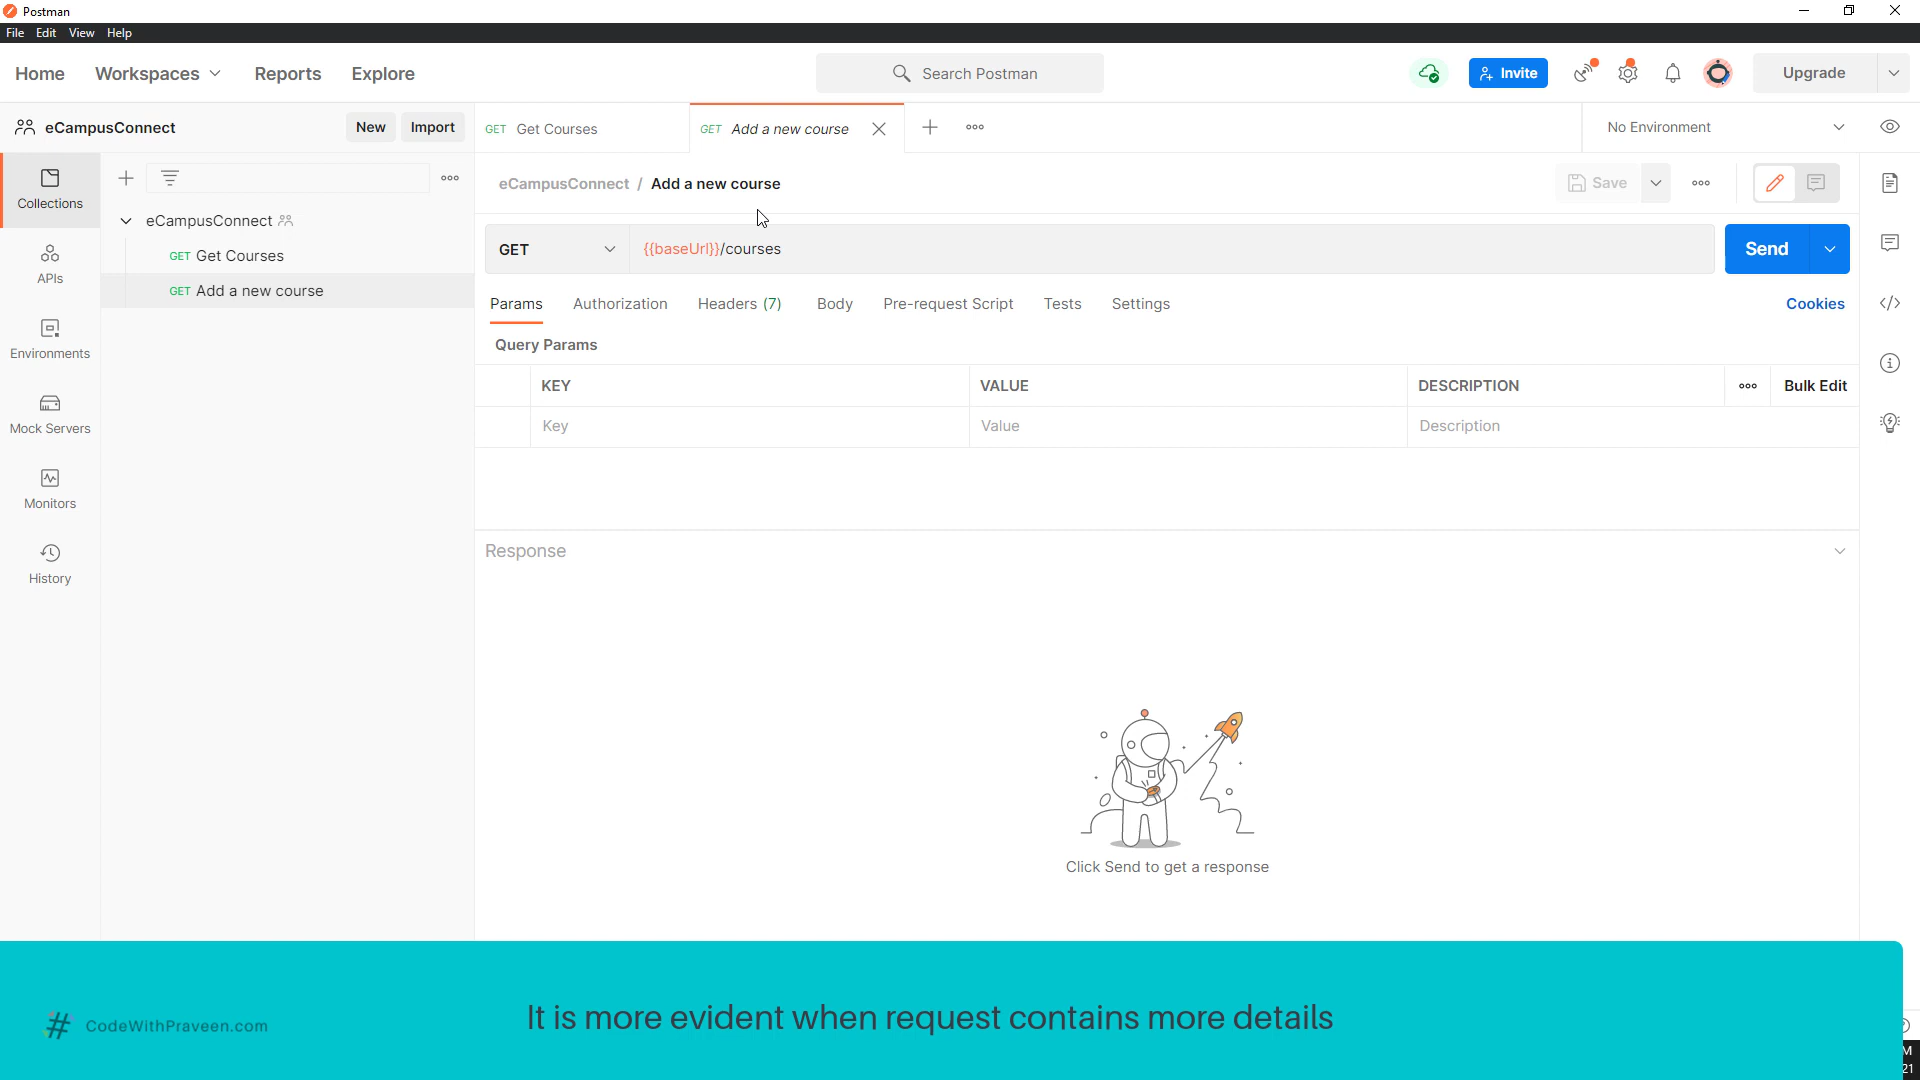 Postman
File Edit View Help
Home Workspaces Reports Explore Search Postman Invite Upgrade
eCampusConnect New Import GET Get Courses GET Add a new course No Environment
eCampusConnect / Add a new course Save
Collections
eCampusConnect
GET {{baseUrl}}/courses Send
GET Get Courses
APIs
GET Add a new course
Params Authorization Headers (7) Body Pre-request Script Tests Settings Cookies
Query Params
Environments
KEY VALUE DESCRIPTION Bulk Edit
Key Value Description
Mock Servers
Monitors
Response
History
Click Send to get a response
It is more evident when request contains more details
# CodeWithPraveen.com
M
21